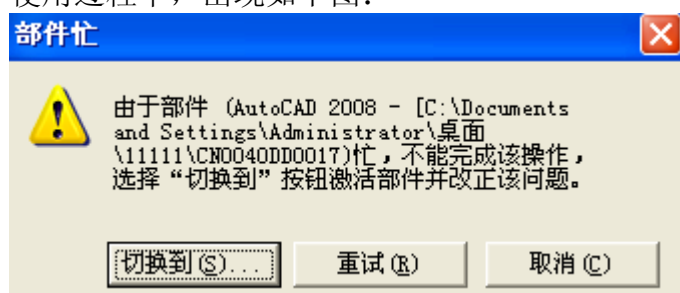 使用过程中，出现如下图：
部件忙
由于部件 (AutoCAD 2008 - [C:\Documents
and Settings\Administrator\桌面
\11111\CN0040DD0017)忙，不能完成该操作，
选择“切换到”按钮激活部件并改正该问题。
切换到(S)... 重试(R) 取消(C)